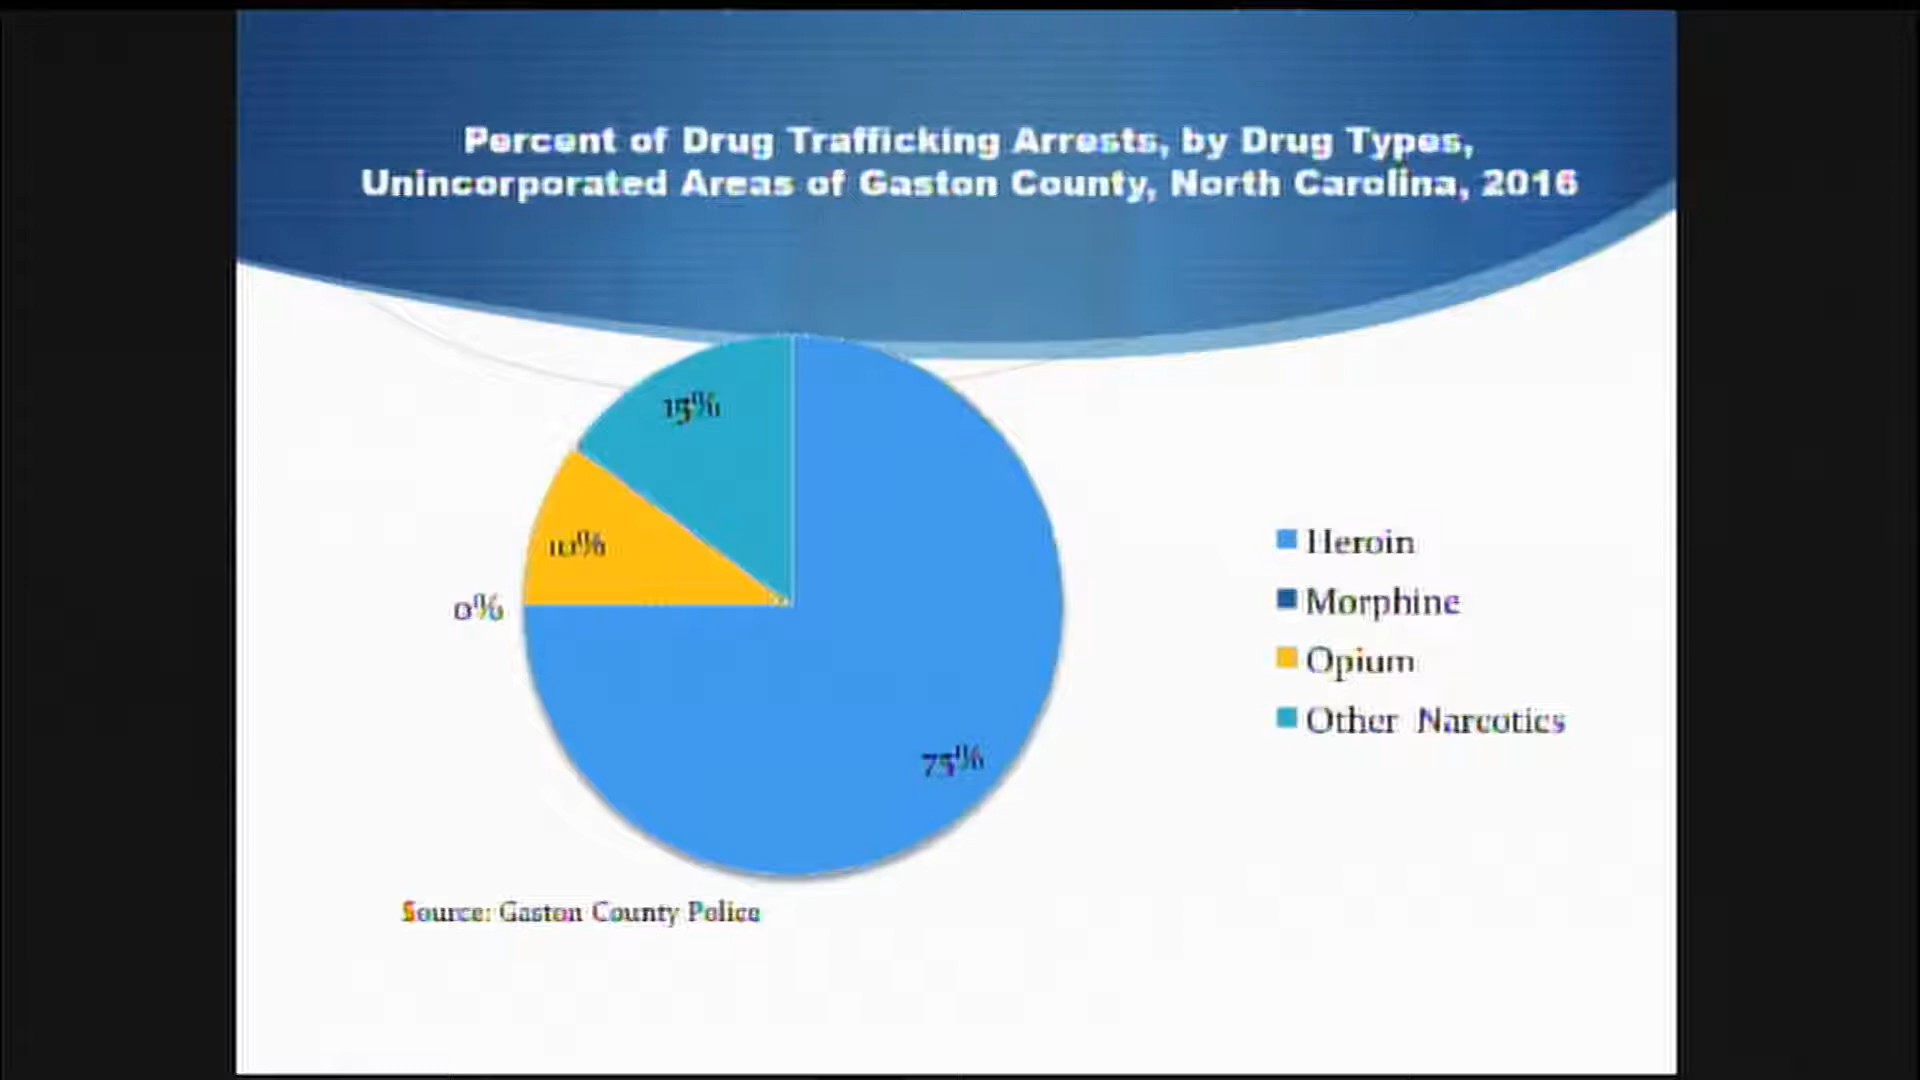 Percent of Drug Trafficking Arrests, by Drug Types,
Unincorporated Areas of Gaston County, North Carolina, 2016
15%
10%
0%
75%
Heroin
Morphine
Opium
Other Narcotics
Source: Gaston County Police